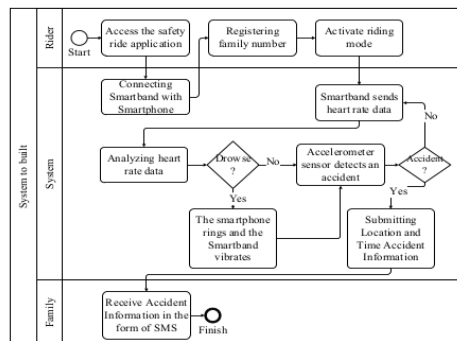 System to built
Rider
Start
Access the safety
ride application
Registering
family number
Activate riding
mode
System
Connecting
Smartband with
Smartphone
Smartband sends
heart rate data
Analyzing heart
rate data
Drowse
?
No
Accelerometer
sensor detects an
accident
Accident
?
No
Yes
The smartphone
rings and the
Smartband
vibrates
Yes
Submitting
Location and
Time Accident
Information
Family
Receive Accident
Information in the
form of SMS
Finish